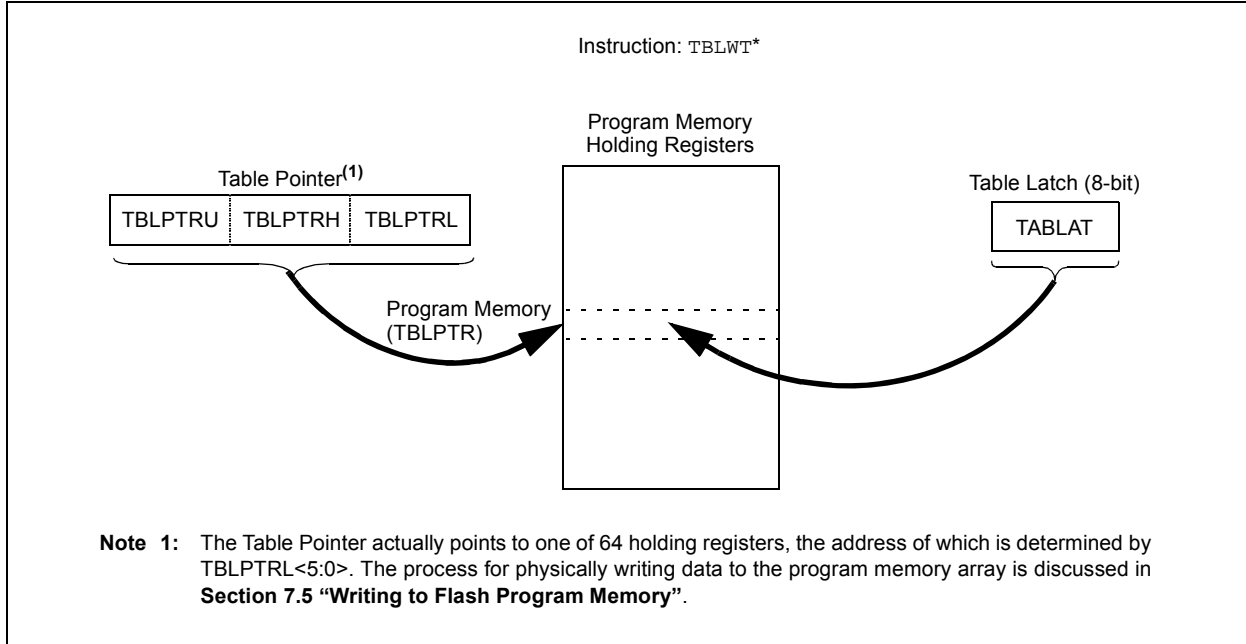 Instruction: TBLWT*
Program Memory
Holding Registers
Table Pointer(1)
Table Latch (8-bit)
TBLPTRU TBLPTRH TBLPTRL
TABLAT
Program Memory
(TBLPTR)
Note 1: The Table Pointer actually points to one of 64 holding registers, the address of which is determined by
TBLPTRL<5:0>. The process for physically writing data to the program memory array is discussed in
Section 7.5 “Writing to Flash Program Memory”.